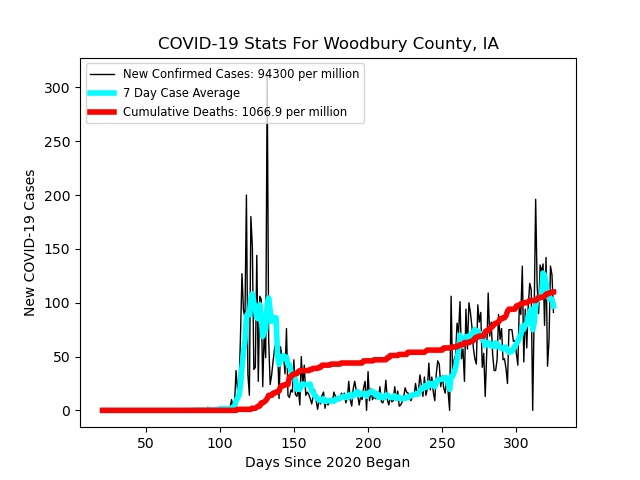 COVID-19 Stats For Woodbury County, IA
New Confirmed Cases: 94300 per million
7 Day Case Average
Cumulative Deaths: 1066.9 per million
New COVID-19 Cases
300
250
200
150
100
50
0
50 100 150 200 250 300
Days Since 2020 Began